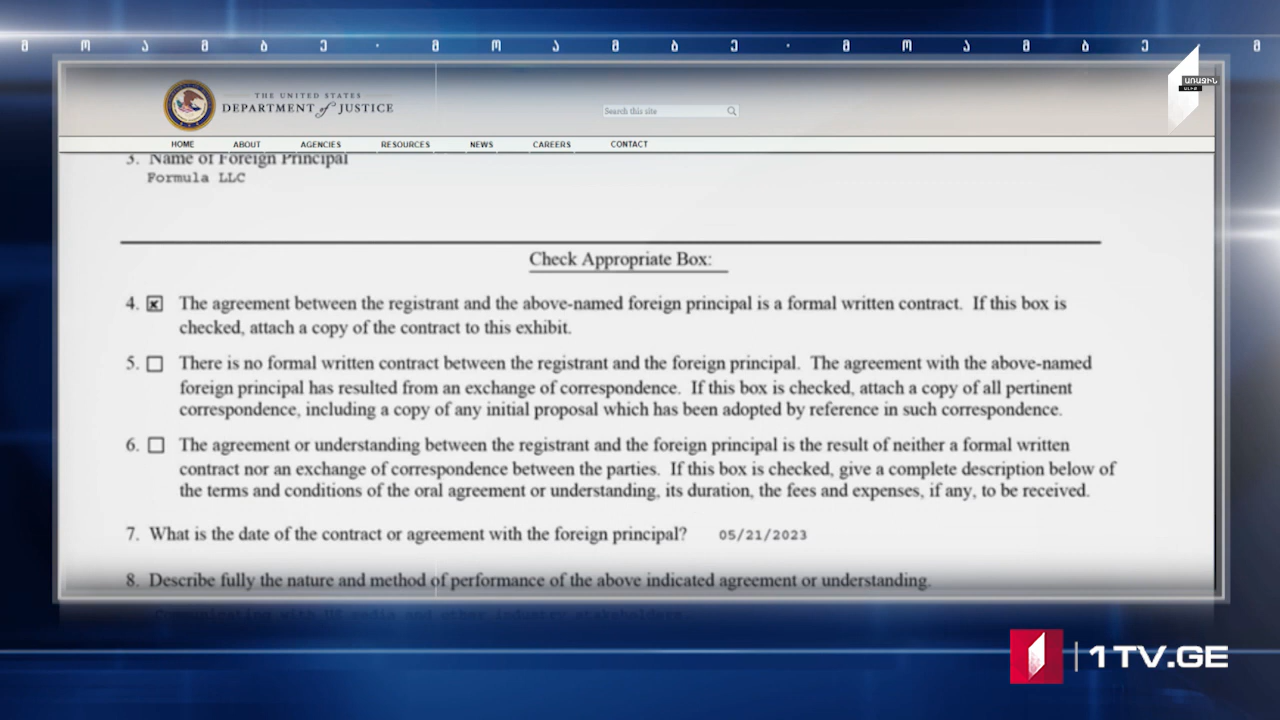 მ ო ა მ ბ ე · მ ო ა მ ბ ე · მ ო ა მ ბ ე · მ
ԱՌԱՋԻՆ
ԱԼԻՔ
THE UNITED STATES
DEPARTMENT of JUSTICE
Search this site
HOME ABOUT AGENCIES RESOURCES NEWS CAREERS CONTACT
3. Name of Foreign Principal
Formula LLC
Check Appropriate Box:
4. ☒ The agreement between the registrant and the above-named foreign principal is a formal written contract. If this box is
checked, attach a copy of the contract to this exhibit.
5. ☐ There is no formal written contract between the registrant and the foreign principal. The agreement with the above-named
foreign principal has resulted from an exchange of correspondence. If this box is checked, attach a copy of all pertinent
correspondence, including a copy of any initial proposal which has been adopted by reference in such correspondence.
6. ☐ The agreement or understanding between the registrant and the foreign principal is the result of neither a formal written
contract nor an exchange of correspondence between the parties. If this box is checked, give a complete description below of
the terms and conditions of the oral agreement or understanding, its duration, the fees and expenses, if any, to be received.
7. What is the date of the contract or agreement with the foreign principal? 05/21/2023
8. Describe fully the nature and method of performance of the above indicated agreement or understanding.
Communicating with US media and other industry stakeholders.
1TV.GE